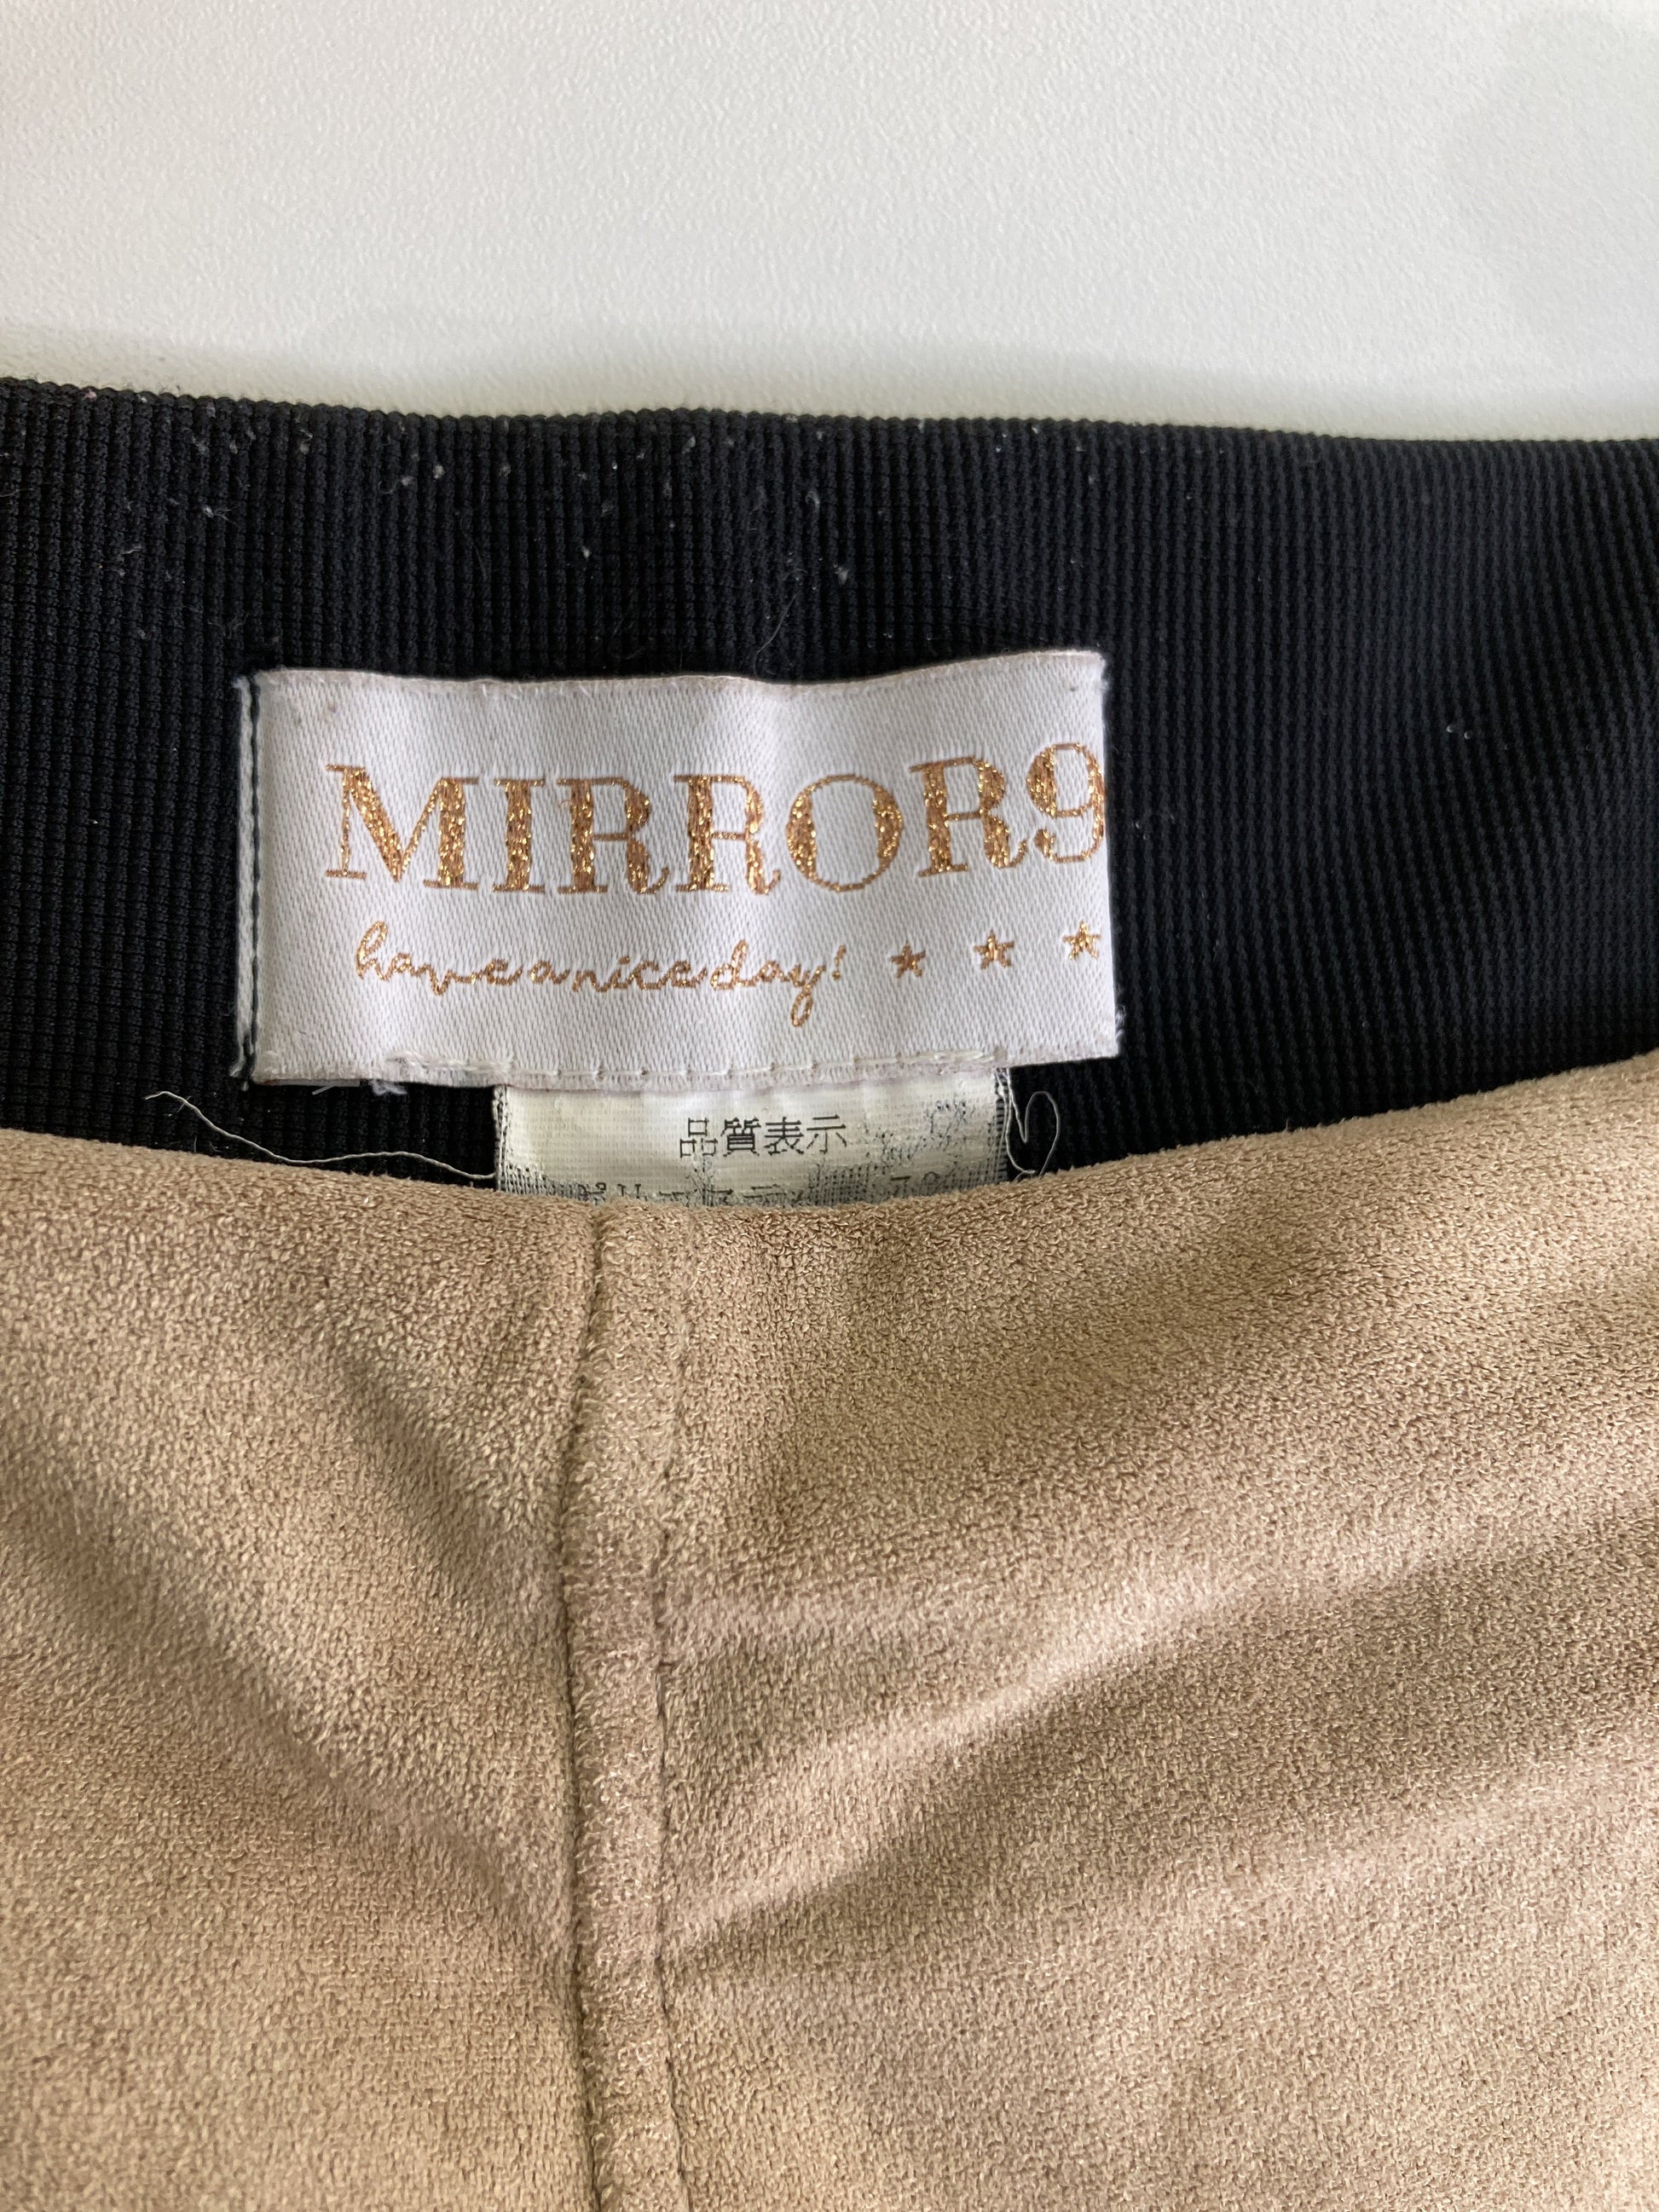 MIRROR9
have a nice day! ★ ★ ★
品質表示